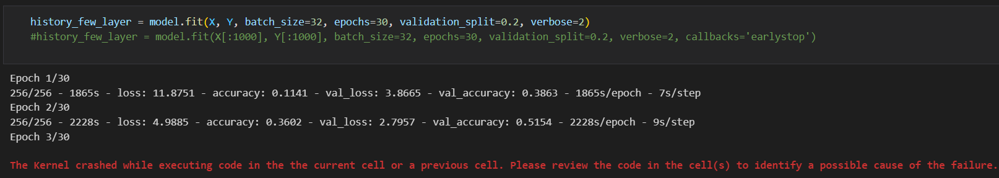 history_few_layer = model.fit(X, Y, batch_size=32, epochs=30, validation_split=0.2, verbose=2)
#history_few_layer = model.fit(X[:1000], Y[:1000], batch_size=32, epochs=30, validation_split=0.2, verbose=2, callbacks='earlystop')
Epoch 1/30
256/256 - 1865s - loss: 11.8751 - accuracy: 0.1141 - val_loss: 3.8665 - val_accuracy: 0.3863 - 1865s/epoch - 7s/step
Epoch 2/30
256/256 - 2228s - loss: 4.9885 - accuracy: 0.3602 - val_loss: 2.7957 - val_accuracy: 0.5154 - 2228s/epoch - 9s/step
Epoch 3/30
The Kernel crashed while executing code in the the current cell or a previous cell. Please review the code in the cell(s) to identify a possible cause of the failure.